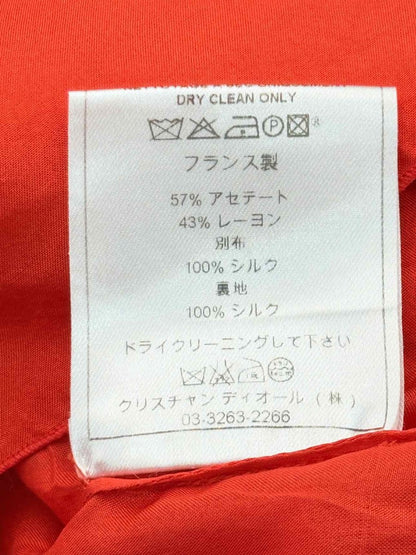 DRY CLEAN ONLY
P
フランス製
57% アセテート
43% レーヨン
別布
100% シルク
裏地
100% シルク
ドライクリーニングして下さい
クリスチャン ディオール (株)
03-3263-2266